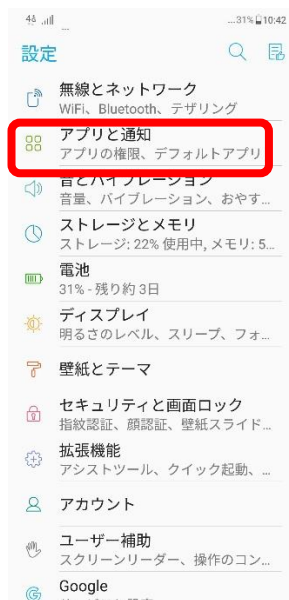 ...31% 10:42
設定
無線とネットワーク
WiFi、Bluetooth、テザリング
アプリと通知
アプリの権限、デフォルトアプリ
音とバイブレーション
音量、バイブレーション、おやす...
ストレージとメモリ
ストレージ: 22% 使用中, メモリ: 5...
電池
31% - 残り約 3日
ディスプレイ
明るさのレベル、スリープ、フォ...
壁紙とテーマ
セキュリティと画面ロック
指紋認証、顔認証、壁紙スライド...
拡張機能
アシストツール、クイック起動、...
アカウント
ユーザー補助
スクリーンリーダー、操作のコン...
Google